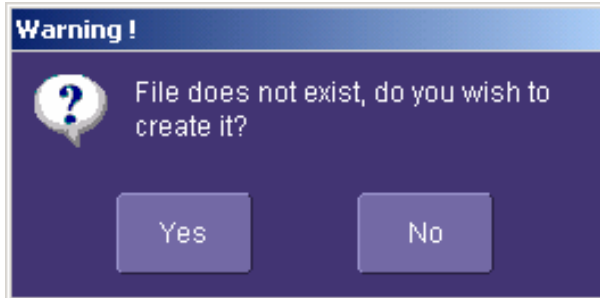 Warning !
File does not exist, do you wish to
create it?
Yes
No